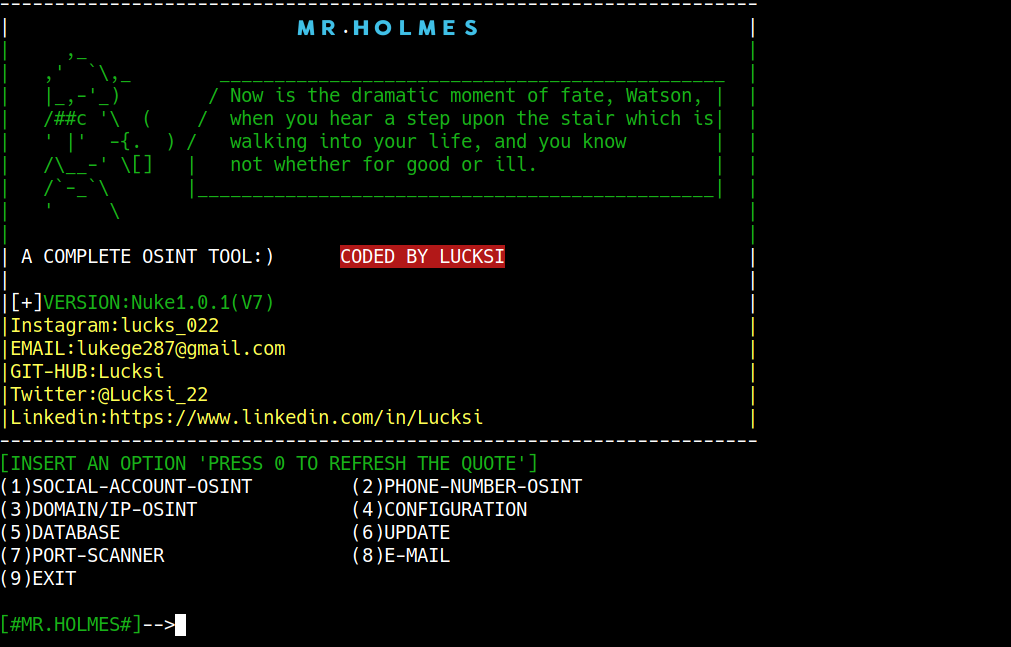 MR.HOLMES
Now is the dramatic moment of fate, Watson,
when you hear a step upon the stair which is
walking into your life, and you know
not whether for good or ill.
A COMPLETE OSINT TOOL:) CODED BY LUCKSI
[+]VERSION:Nuke1.0.1(V7)
Instagram:lucks_022
EMAIL:lukege287@gmail.com
GIT-HUB:Lucksi
Twitter:@Lucksi_22
Linkedin:https://www.linkedin.com/in/Lucksi
[INSERT AN OPTION 'PRESS 0 TO REFRESH THE QUOTE']
(1)SOCIAL-ACCOUNT-OSINT (2)PHONE-NUMBER-OSINT
(3)DOMAIN/IP-OSINT (4)CONFIGURATION
(5)DATABASE (6)UPDATE
(7)PORT-SCANNER (8)E-MAIL
(9)EXIT
[#MR.HOLMES#]-->